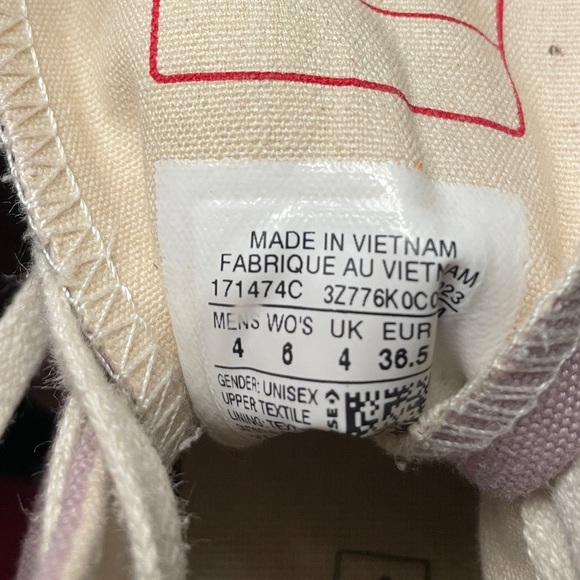 MADE IN VIETNAM
FABRIQUE AU VIETNAM
171474C 3Z776K0C
MENS WO'S UK EUR
4 6 4 36.5
GENDER: UNISEX
UPPER TEXTILE
LINING: